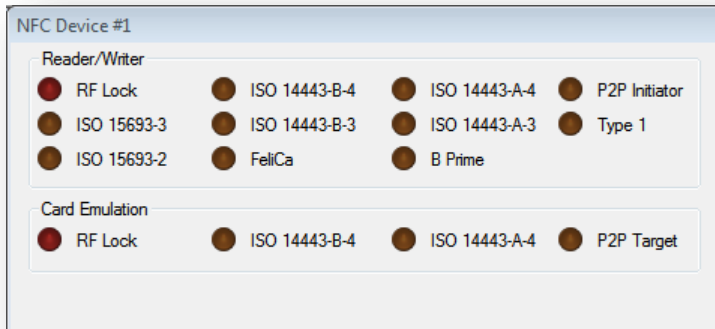 NFC Device #1
Reader/Writer
RF Lock ISO 14443-B-4 ISO 14443-A-4 P2P Initiator
ISO 15693-3 ISO 14443-B-3 ISO 14443-A-3 Type 1
ISO 15693-2 FeliCa B Prime
Card Emulation
RF Lock ISO 14443-B-4 ISO 14443-A-4 P2P Target